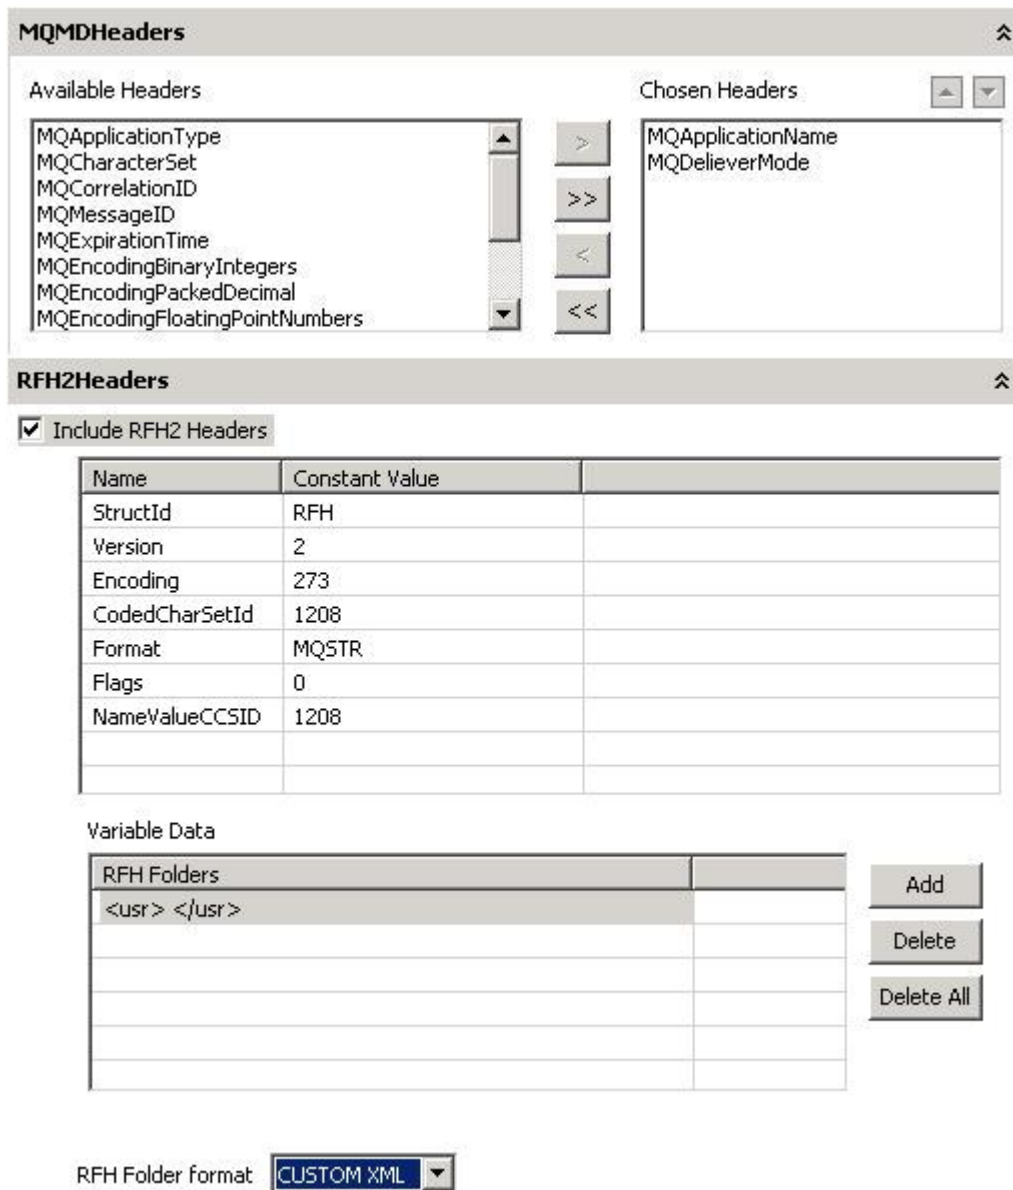 MQMDHeaders
Available Headers
Chosen Headers
MQApplicationType
MQCharacterSet
MQCorrelationID
MQMessageID
MQExpirationTime
MQEncodingBinaryIntegers
MQEncodingPackedDecimal
MQEncodingFloatingPointNumbers
>
>>
<
<<
MQApplicationName
MQDelieverMode
RFH2Headers
Include RFH2 Headers
Name Constant Value
StructId RFH
Version 2
Encoding 273
CodedCharSetId 1208
Format MQSTR
Flags 0
NameValueCCSID 1208
Variable Data
RFH Folders
<usr> </usr>
Add
Delete
Delete All
RFH Folder format CUSTOM XML